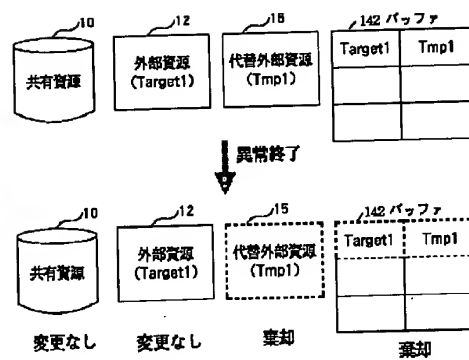 10
12
15
142 バッファ
共有資源
外部資源
(Target1)
代替外部資源
(Tmp1)
Target1 Tmp1
異常終了
10
12
15
142 バッファ
共有資源
外部資源
(Target1)
代替外部資源
(Tmp1)
Target1 Tmp1
変更なし 変更なし 棄却 棄却